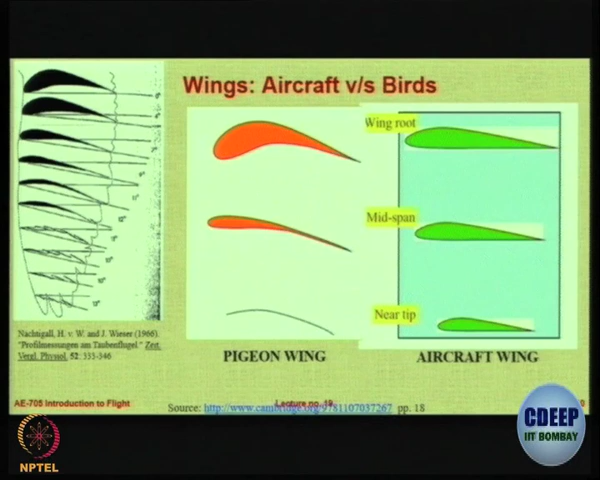 Wings: Aircraft v/s Birds
Wing root
Mid-span
Near tip
Nachtigall, H. v. W. and J. Wieser (1966).
"Profilmessungen am Taubenflugel." Zeit.
Vergl. Physiol. 52: 333-346.
PIGEON WING
AIRCRAFT WING
AE-705 Introduction to Flight
Lecture no. 19
Source: http://www.cambridge.org/9781107037267 pp. 18
CDEEP
IIT BOMBAY
NPTEL